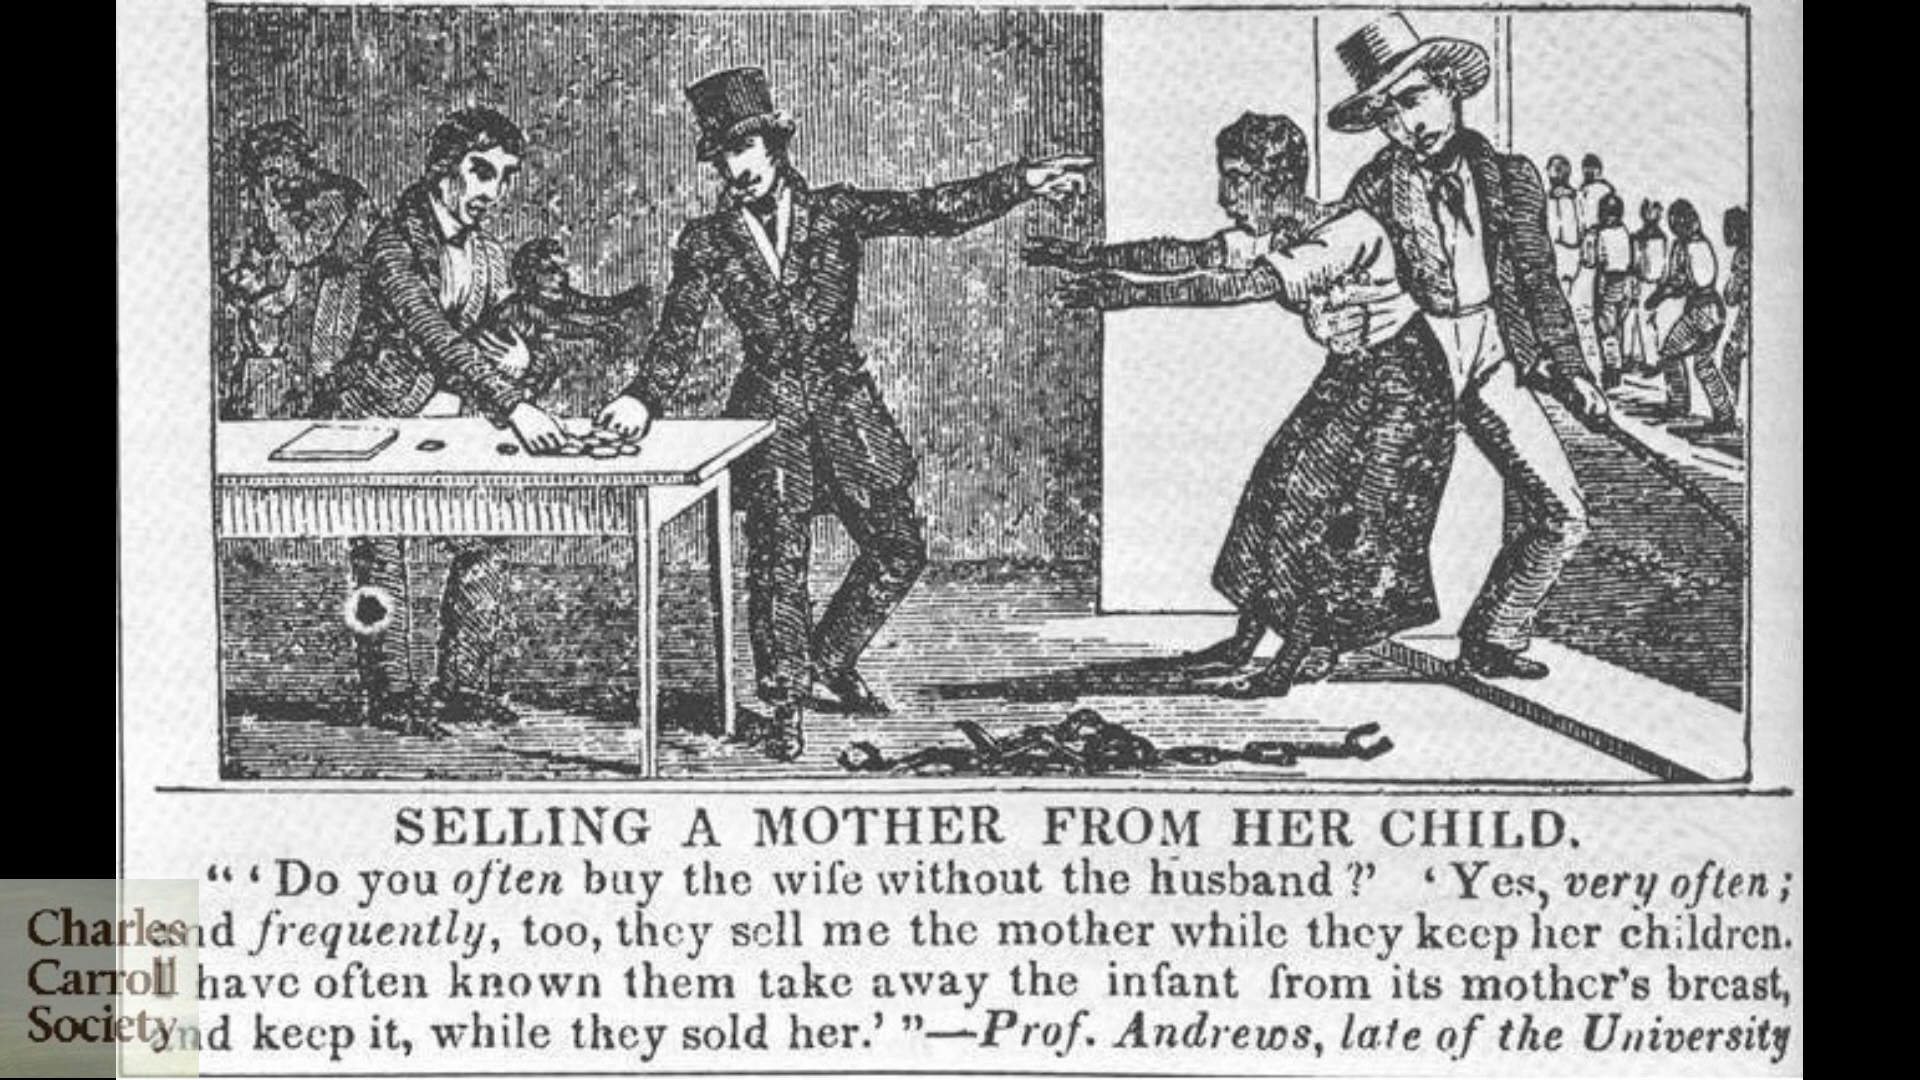 SELLING A MOTHER FROM HER CHILD.
"‘Do you often buy the wife without the husband?’ ‘Yes, very often;
and frequently, too, they sell me the mother while they keep her children.
have often known them take away the infant from its mother's breast,
and keep it, while they sold her.’"—Prof. Andrews, late of the University
Charles
Carroll
Society